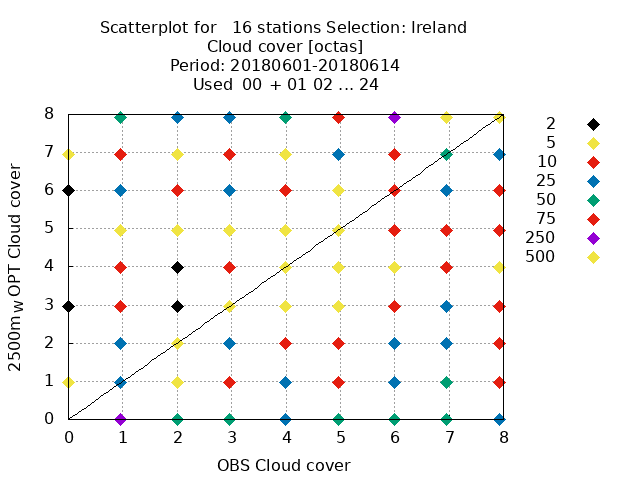 Scatterplot for   16 stations Selection: Ireland
Cloud cover [octas]
Period: 20180601-20180614
Used  00 + 01 02 ... 24
2500m_w OPT Cloud cover
8
7
6
5
4
3
2
1
0
0 1 2 3 4 5 6 7 8
OBS Cloud cover
2
5
10
25
50
75
250
500